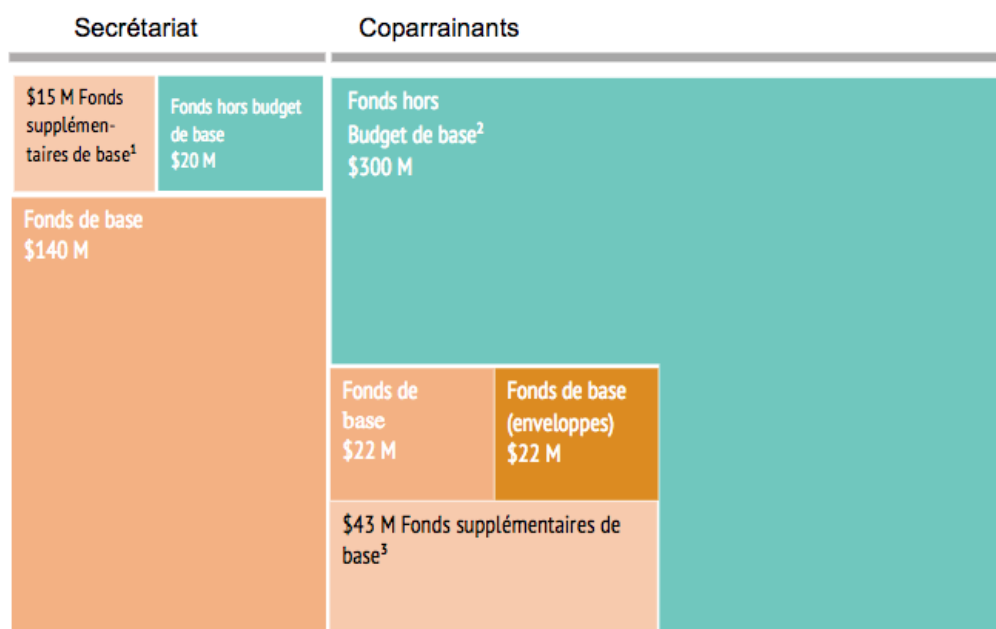 Secrétariat
Coparrainants
$15 M Fonds
supplémen-
taires de base¹
Fonds hors budget
de base
$20 M
Fonds hors
Budget de base²
$300 M
Fonds de base
$140 M
Fonds de
base
$22 M
Fonds de base
(enveloppes)
$22 M
$43 M Fonds supplémentaires de
base³